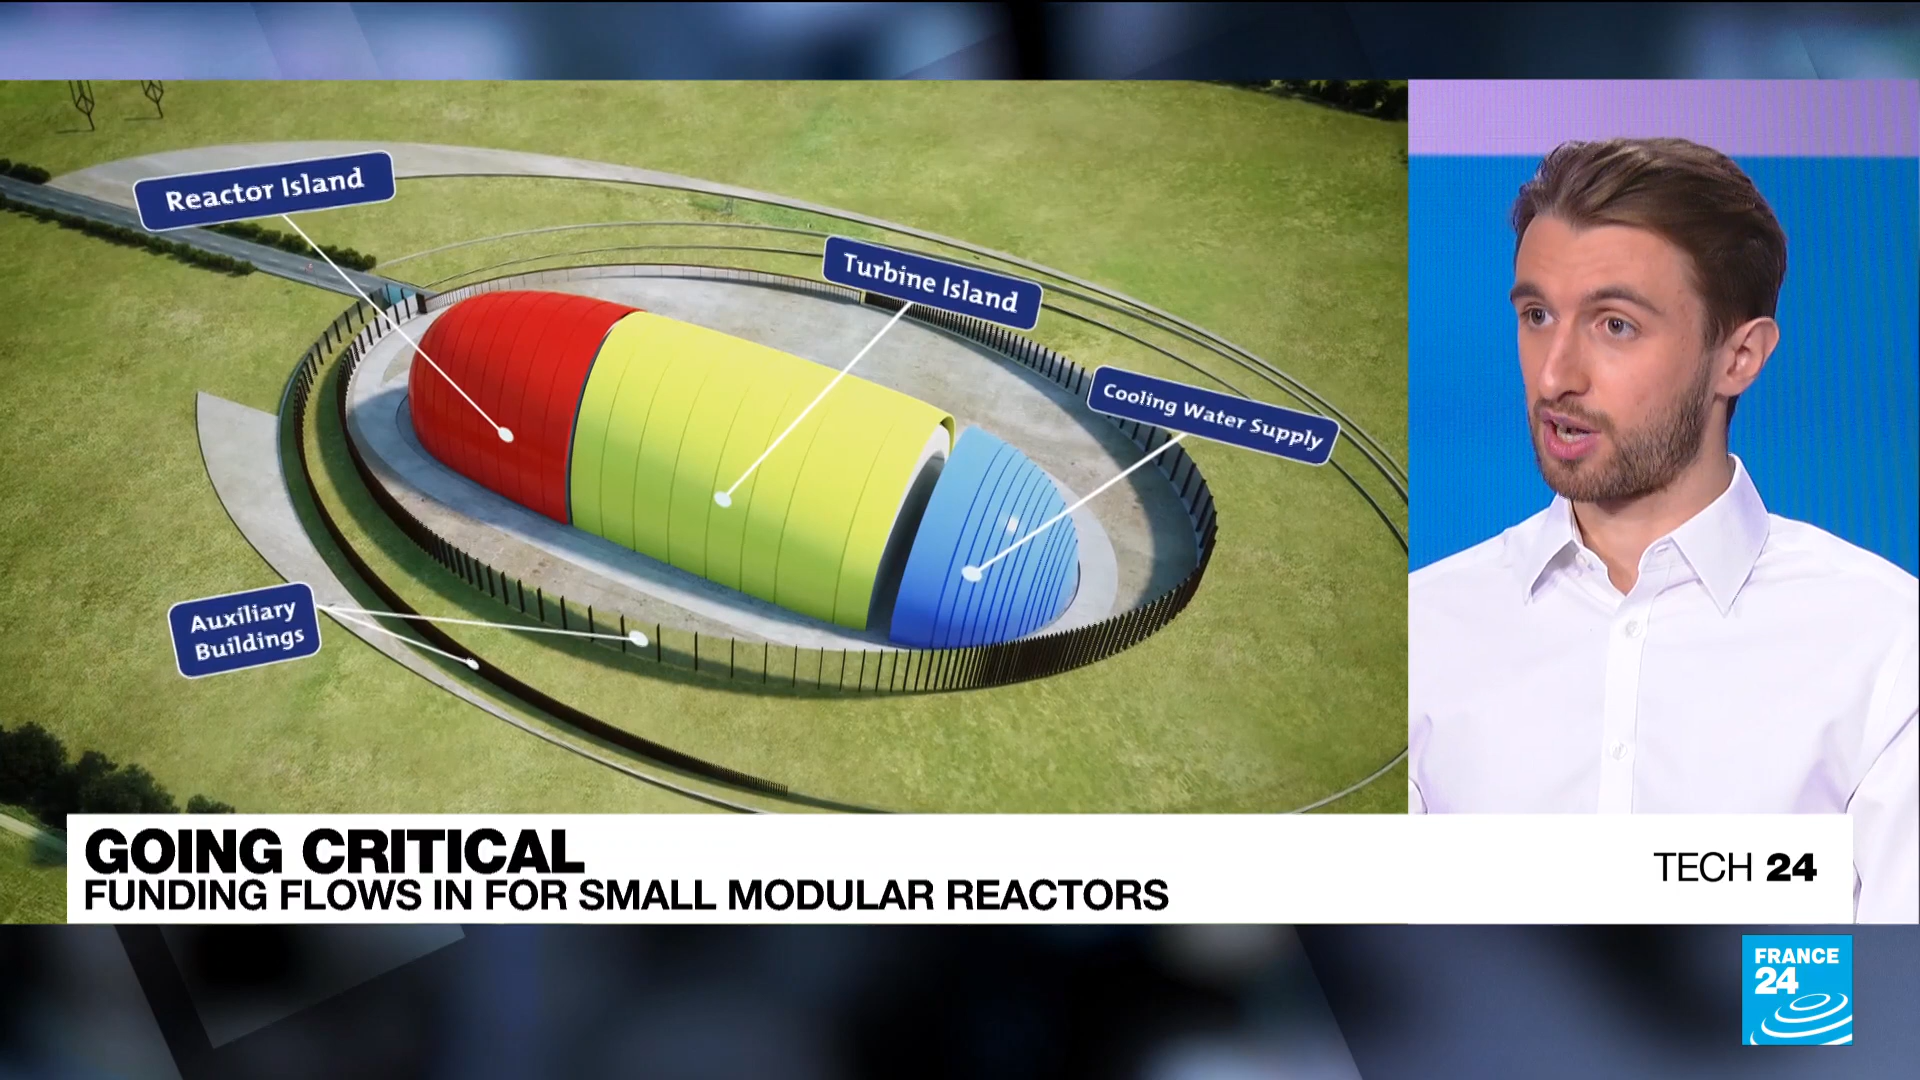 Reactor Island
Turbine Island
Cooling Water Supply
Auxiliary
Buildings
GOING CRITICAL
FUNDING FLOWS IN FOR SMALL MODULAR REACTORS
TECH 24
FRANCE
24